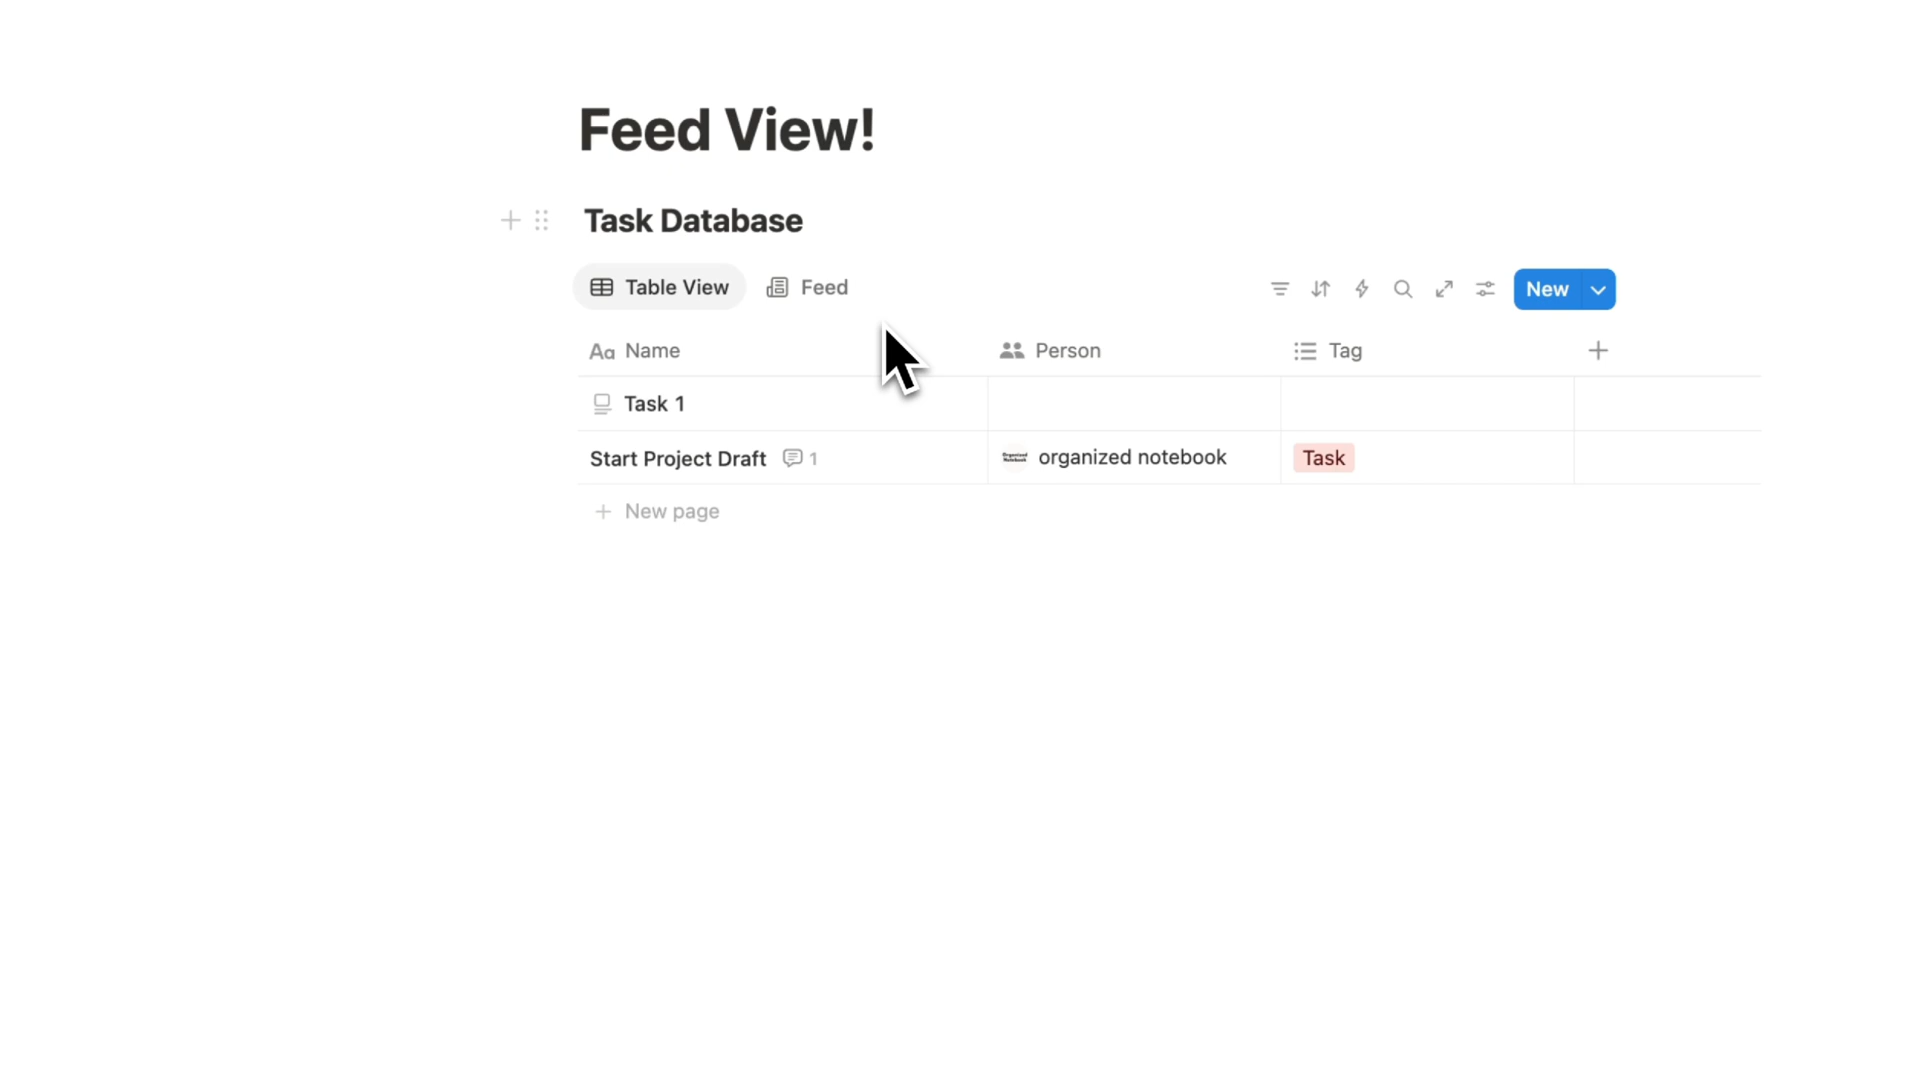 Feed View!
Task Database
Table View Feed New
Aa Name Person Tag
Task 1
Start Project Draft 1 organized notebook Task
New page